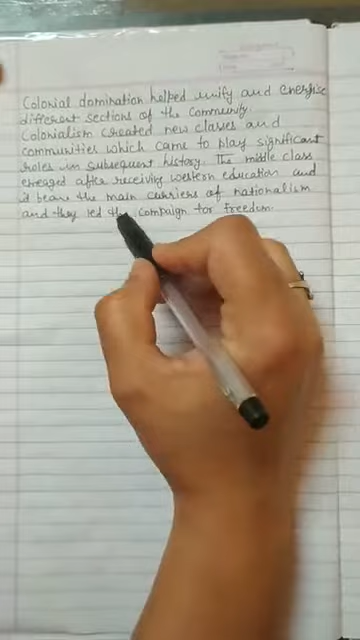 Colonial domination helped unify and energise
different sections of the Community.
Colonialism created new classes and
communities which came to play significant
roles in subsequent history. The middle class
emerged after receiving western education and
it became the main carriers of nationalism
and they led the campaign for freedom.